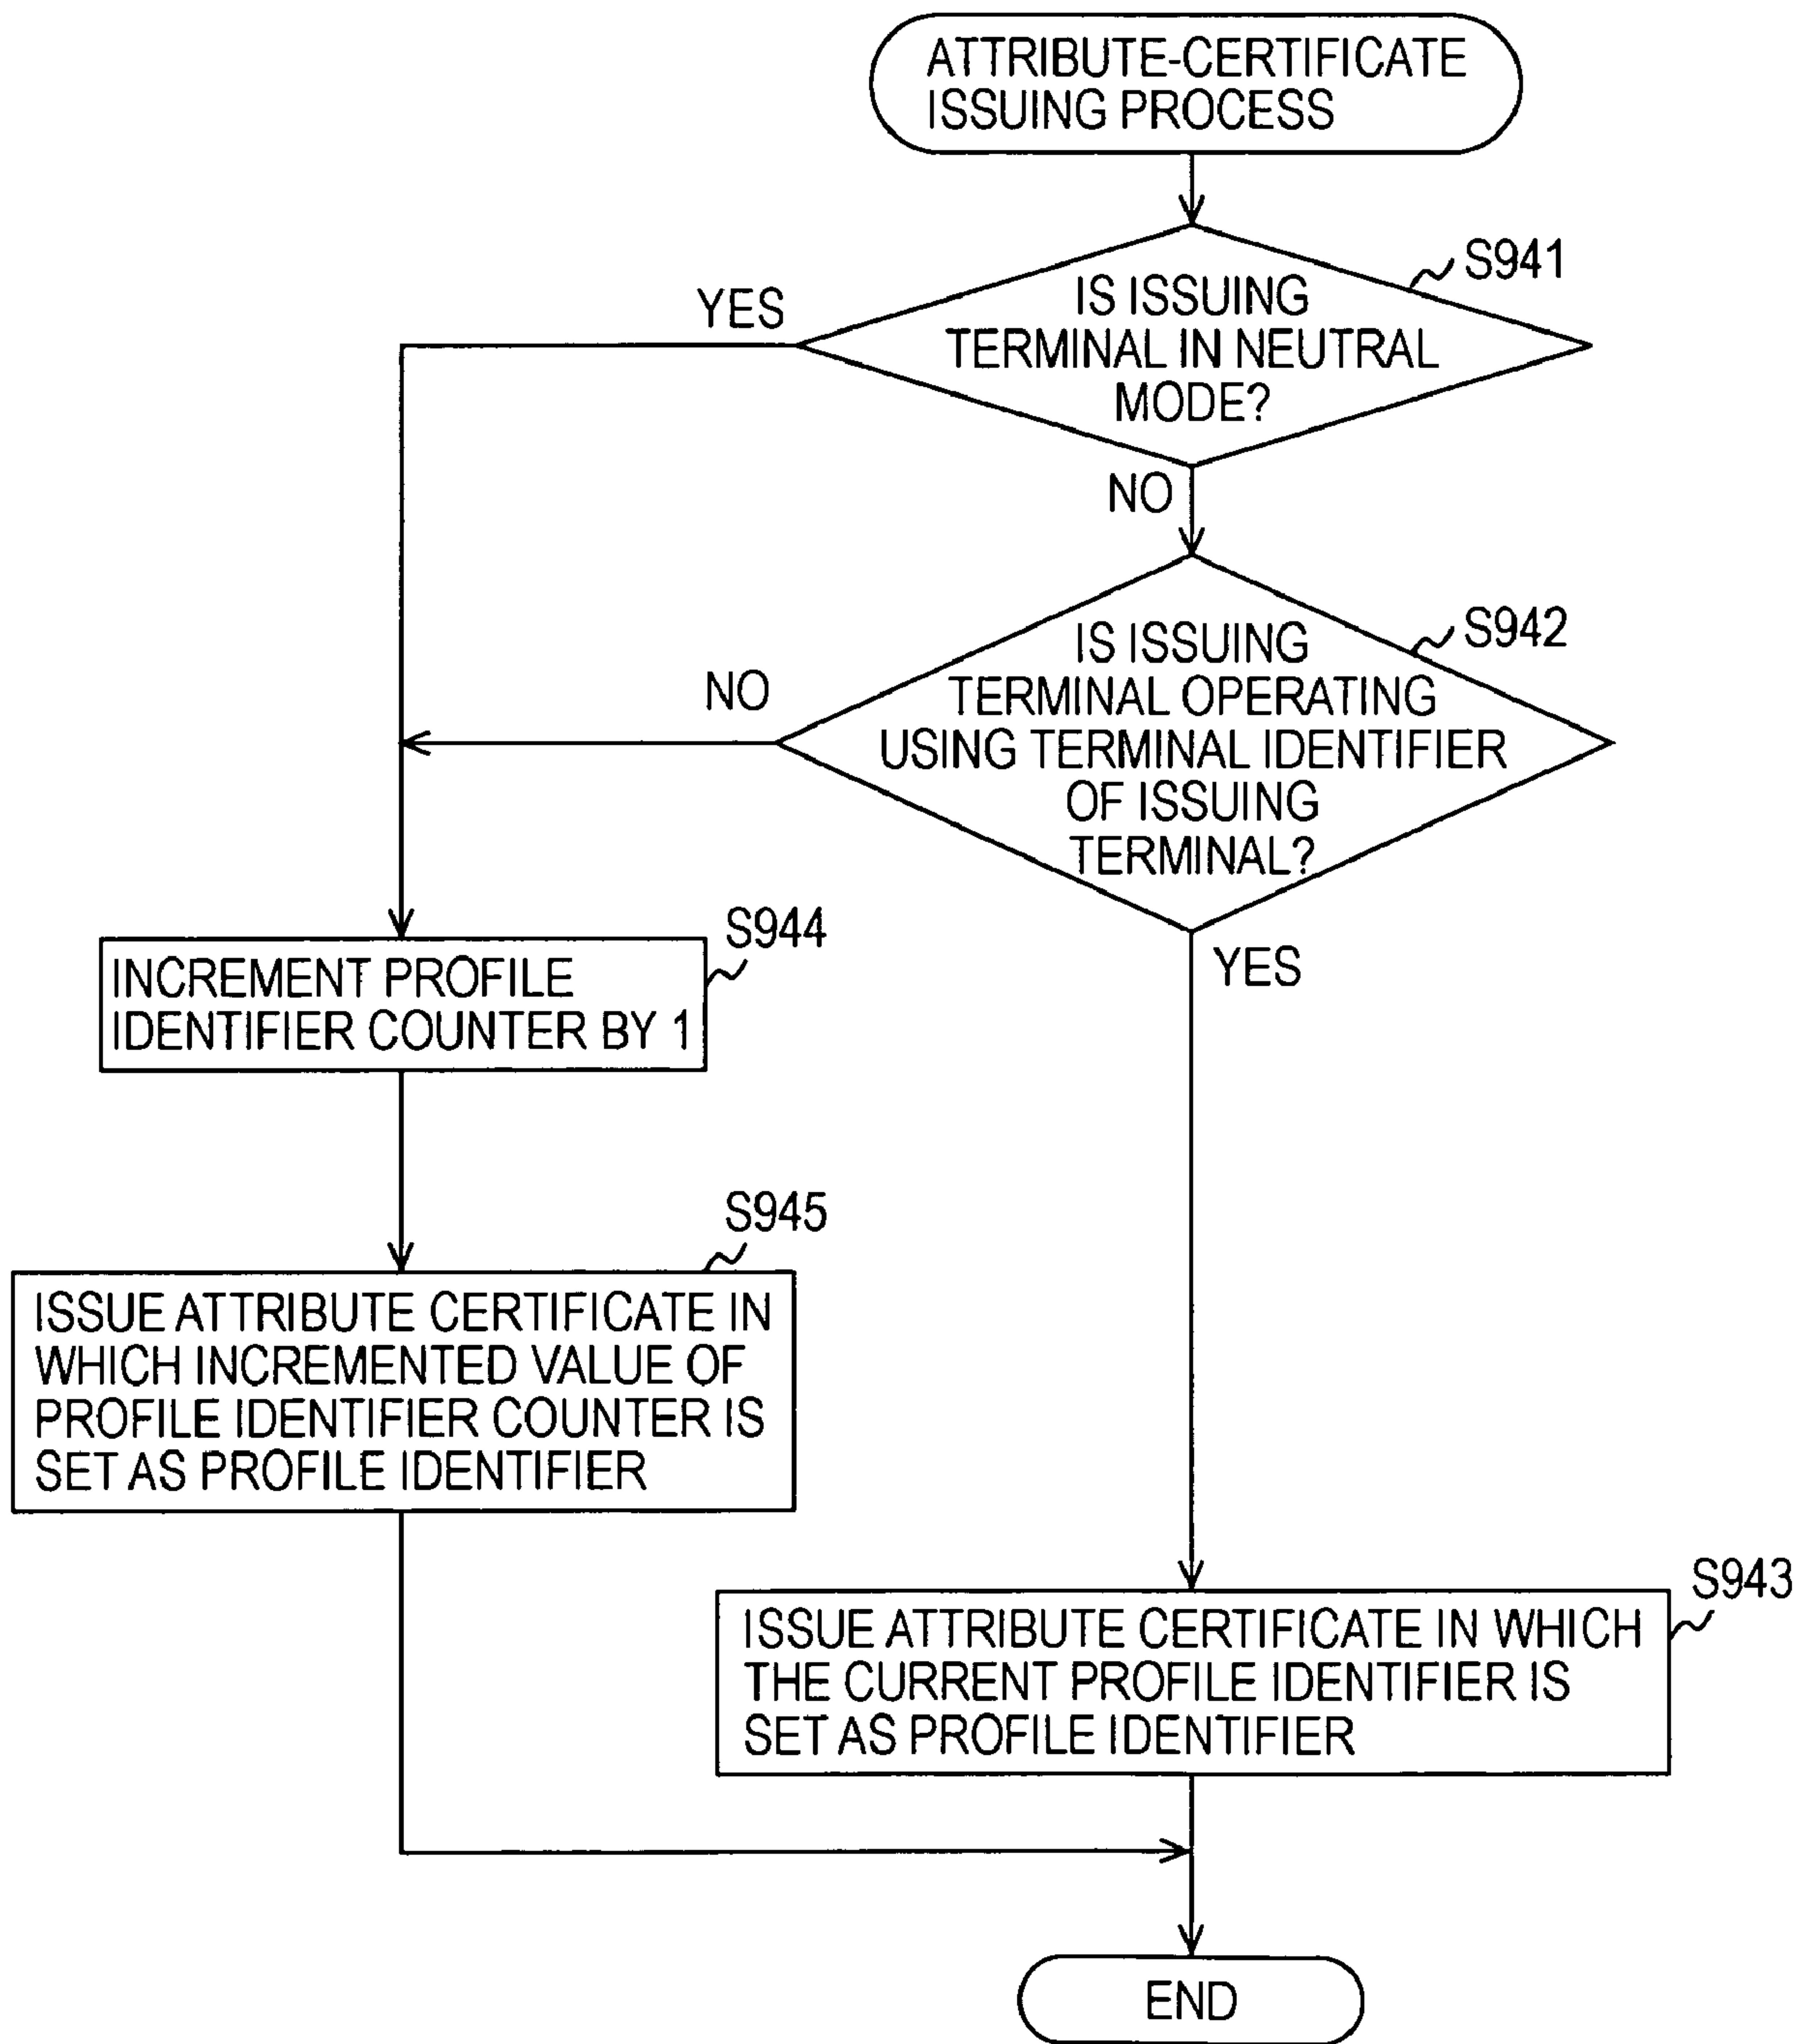 ATTRIBUTE-CERTIFICATE
ISSUING PROCESS
S941
IS ISSUING
TERMINAL IN NEUTRAL
MODE?
YES
NO
S942
IS ISSUING
TERMINAL OPERATING
USING TERMINAL IDENTIFIER
OF ISSUING
TERMINAL?
NO
YES
S944
INCREMENT PROFILE
IDENTIFIER COUNTER BY 1
S945
ISSUE ATTRIBUTE CERTIFICATE IN
WHICH INCREMENTED VALUE OF
PROFILE IDENTIFIER COUNTER IS
SET AS PROFILE IDENTIFIER
S943
ISSUE ATTRIBUTE CERTIFICATE IN WHICH
THE CURRENT PROFILE IDENTIFIER IS
SET AS PROFILE IDENTIFIER
END